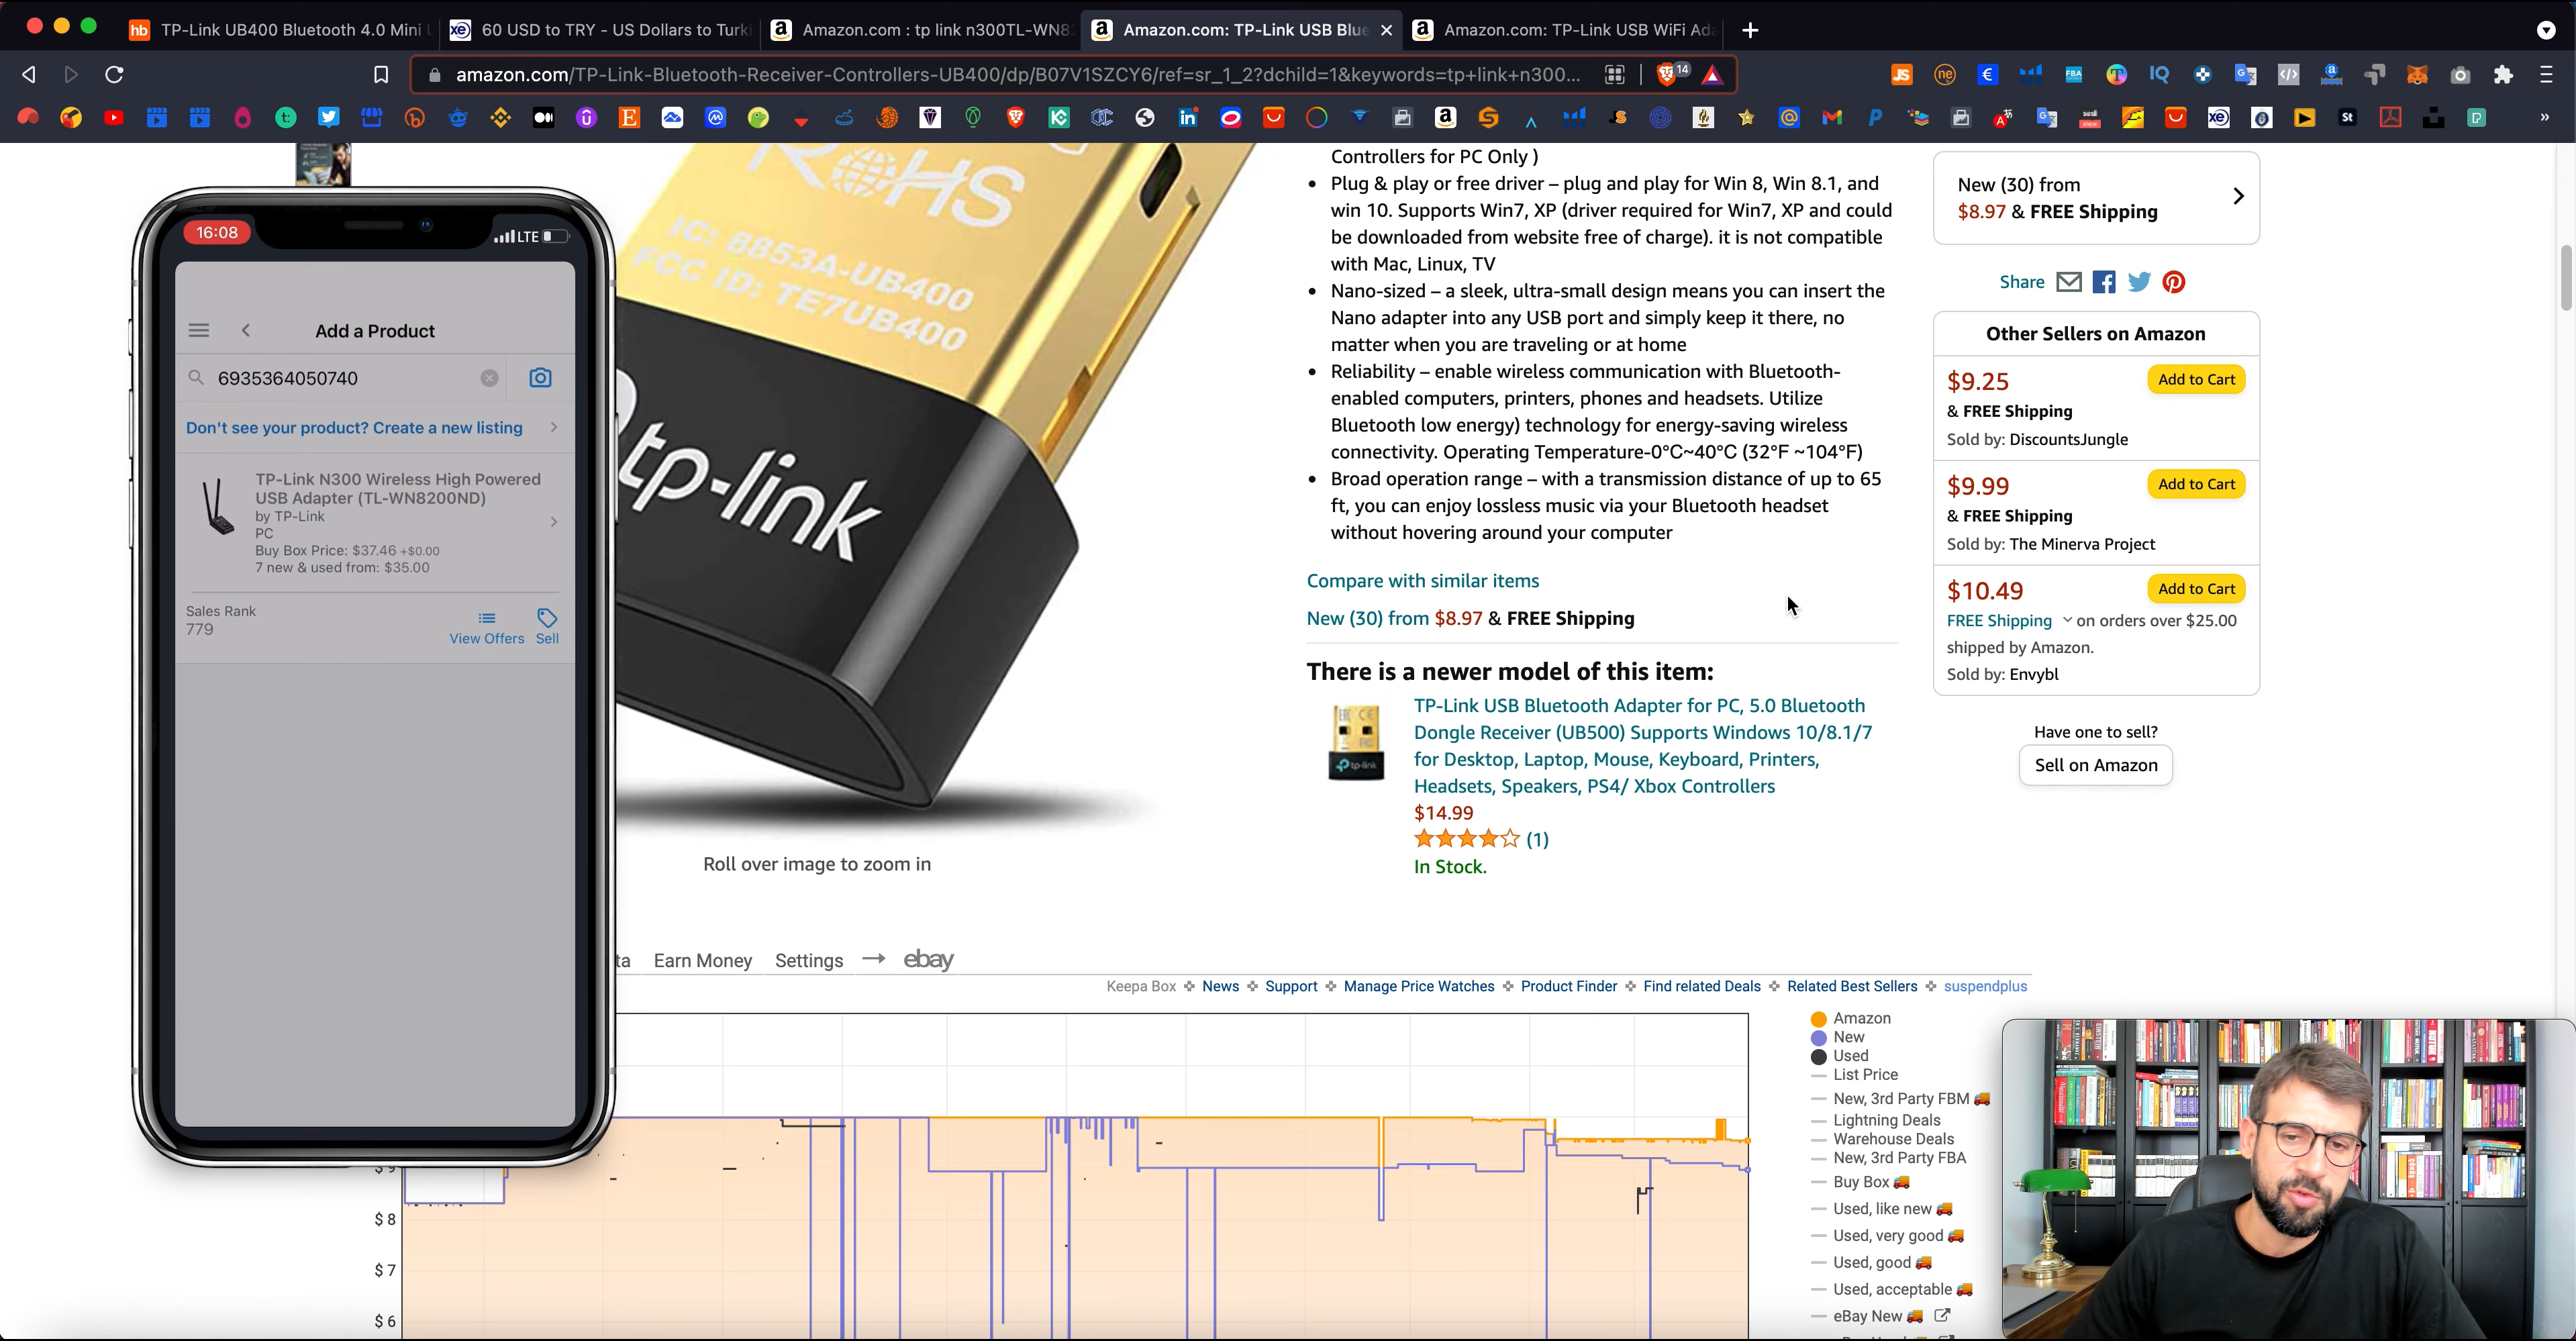 TP-Link UB400 Bluetooth 4.0 Mini U
60 USD to TRY - US Dollars to Turki
Amazon.com : tp link n300TL-WN82
Amazon.com: TP-Link USB Blue
Amazon.com: TP-Link USB WiFi Ada
amazon.com/TP-Link-Bluetooth-Receiver-Controllers-UB400/dp/B07V1SZCY6/ref=sr_1_2?dchild=1&keywords=tp+link+n300...
14
16:08
LTE
Add a Product
6935364050740
Don't see your product? Create a new listing
TP-Link N300 Wireless High Powered
USB Adapter (TL-WN8200ND)
by TP-Link
PC
Buy Box Price: $37.46 +$0.00
7 new & used from: $35.00
Sales Rank
779
View Offers
Sell
RoHS
IC: 8853A-UB400
FCC ID: TE7UB400
tp-link
Roll over image to zoom in
Controllers for PC Only )
• Plug & play or free driver – plug and play for Win 8, Win 8.1, and
win 10. Supports Win7, XP (driver required for Win7, XP and could
be downloaded from website free of charge). it is not compatible
with Mac, Linux, TV
• Nano-sized – a sleek, ultra-small design means you can insert the
Nano adapter into any USB port and simply keep it there, no
matter when you are traveling or at home
• Reliability – enable wireless communication with Bluetooth-
enabled computers, printers, phones and headsets. Utilize
Bluetooth low energy) technology for energy-saving wireless
connectivity. Operating Temperature-0°C~40°C (32°F ~104°F)
• Broad operation range – with a transmission distance of up to 65
ft, you can enjoy lossless music via your Bluetooth headset
without hovering around your computer
Compare with similar items
New (30) from $8.97 & FREE Shipping
There is a newer model of this item:
TP-Link USB Bluetooth Adapter for PC, 5.0 Bluetooth
Dongle Receiver (UB500) Supports Windows 10/8.1/7
for Desktop, Laptop, Mouse, Keyboard, Printers,
Headsets, Speakers, PS4/ Xbox Controllers
$14.99
(1)
In Stock.
tp-link
New (30) from
$8.97 & FREE Shipping
Share
Other Sellers on Amazon
$9.25
Add to Cart
& FREE Shipping
Sold by: DiscountsJungle
$9.99
Add to Cart
& FREE Shipping
Sold by: The Minerva Project
$10.49
Add to Cart
FREE Shipping on orders over $25.00
shipped by Amazon.
Sold by: Envybl
Have one to sell?
Sell on Amazon
ta
Earn Money
Settings
→
ebay
Keepa Box
News
Support
Manage Price Watches
Product Finder
Find related Deals
Related Best Sellers
suspendplus
$ 9
$ 8
$ 7
$ 6
Amazon
New
Used
List Price
New, 3rd Party FBM
Lightning Deals
Warehouse Deals
New, 3rd Party FBA
Buy Box
Used, like new
Used, very good
Used, good
Used, acceptable
eBay New